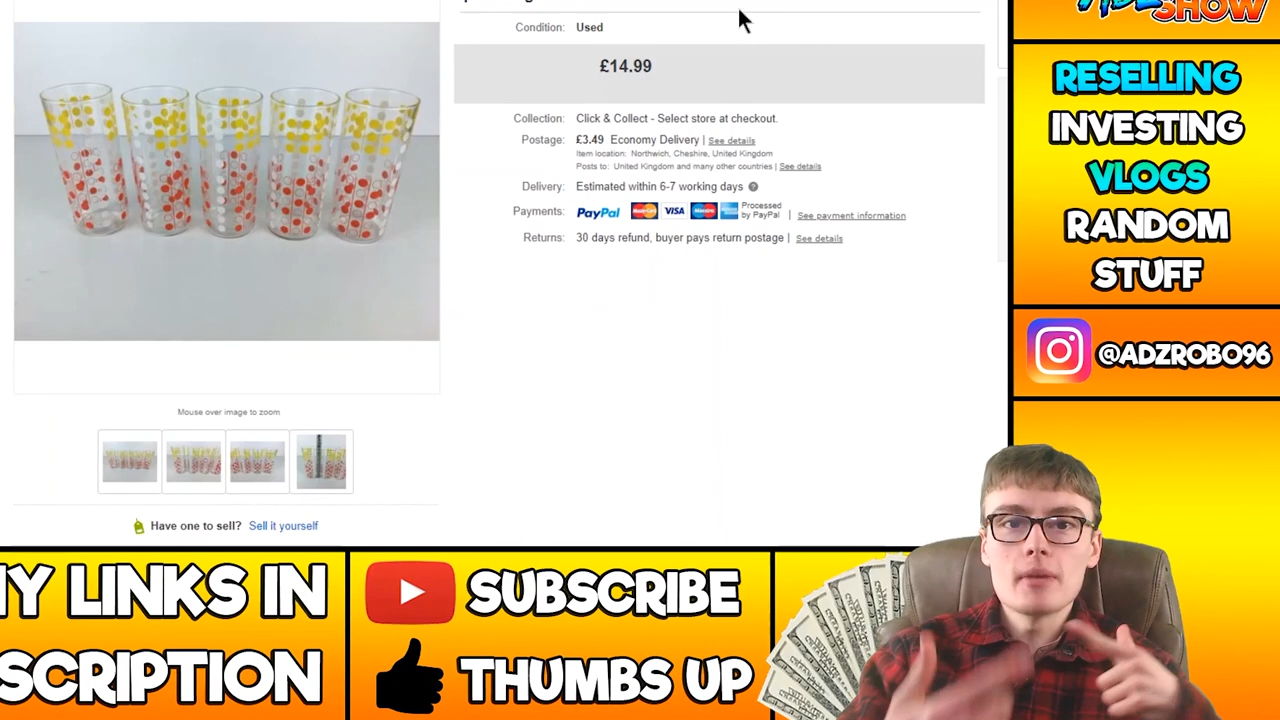 Condition: Used
£14.99
Collection: Click & Collect - Select store at checkout.
Postage: £3.49 Economy Delivery | See details
Item location: Northwich, Cheshire, United Kingdom
Posts to: United Kingdom and many other countries | See details
Delivery: Estimated within 6-7 working days
Payments: PayPal MasterCard VISA Maestro Processed by PayPal | See payment information
Returns: 30 days refund, buyer pays return postage | See details
Mouse over image to zoom
Have one to sell? Sell it yourself
SHOW
RESELLING
INVESTING
VLOGS
RANDOM
STUFF
@ADZROBO96
Y LINKS IN
SCRIPTION
SUBSCRIBE
THUMBS UP